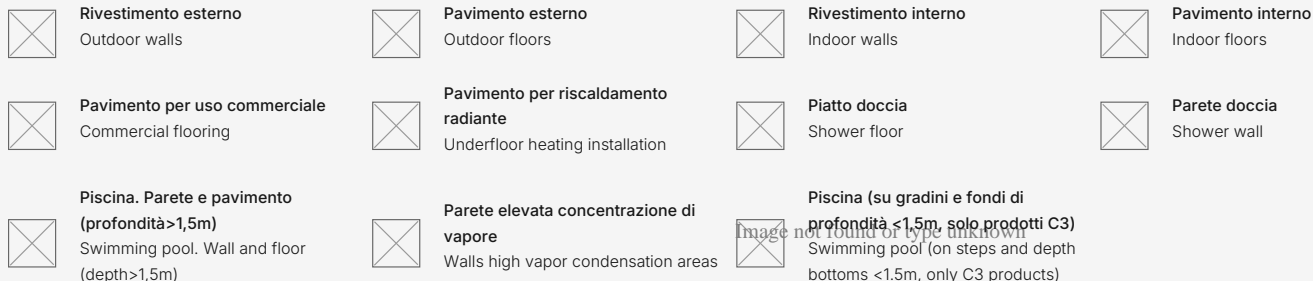 Rivestimento esterno
Outdoor walls
Pavimento esterno
Outdoor floors
Rivestimento interno
Indoor walls
Pavimento interno
Indoor floors
Pavimento per uso commerciale
Commercial flooring
Pavimento per riscaldamento
radiante
Underfloor heating installation
Piatto doccia
Shower floor
Parete doccia
Shower wall
Piscina. Parete e pavimento
(profondità>1,5m)
Swimming pool. Wall and floor
(depth>1,5m)
Parete elevata concentrazione di
vapore
Walls high vapor condensation areas
Piscina (su gradini e fondi di
profondità <1,5m, solo prodotti C3)
Image not found or type unknown
Swimming pool (on steps and depth
bottoms <1.5m, only C3 products)